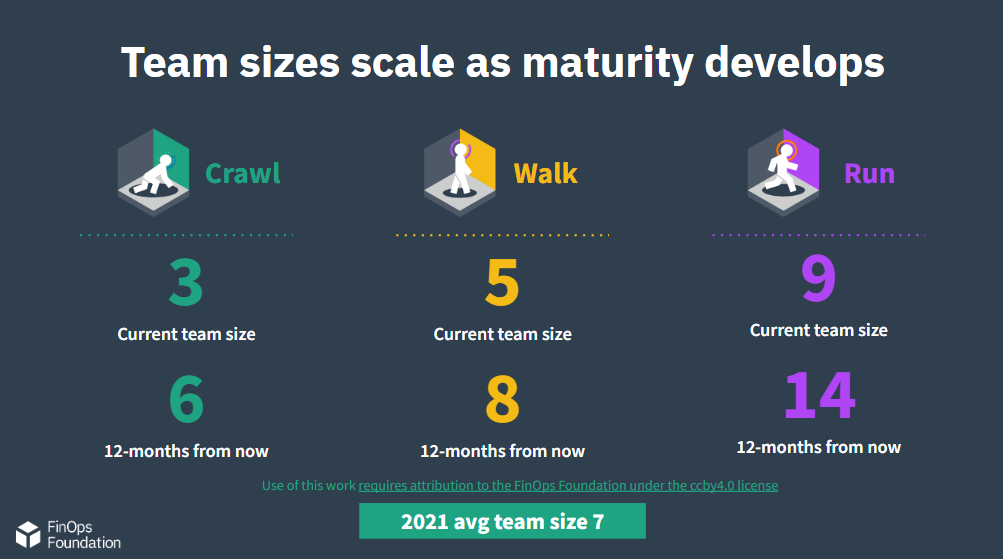 Team sizes scale as maturity develops
Crawl
Walk
Run
3
Current team size
5
Current team size
9
Current team size
6
12-months from now
8
12-months from now
14
12-months from now
Use of this work requires attribution to the FinOps Foundation under the ccby4.0 license
2021 avg team size 7
FinOps
Foundation